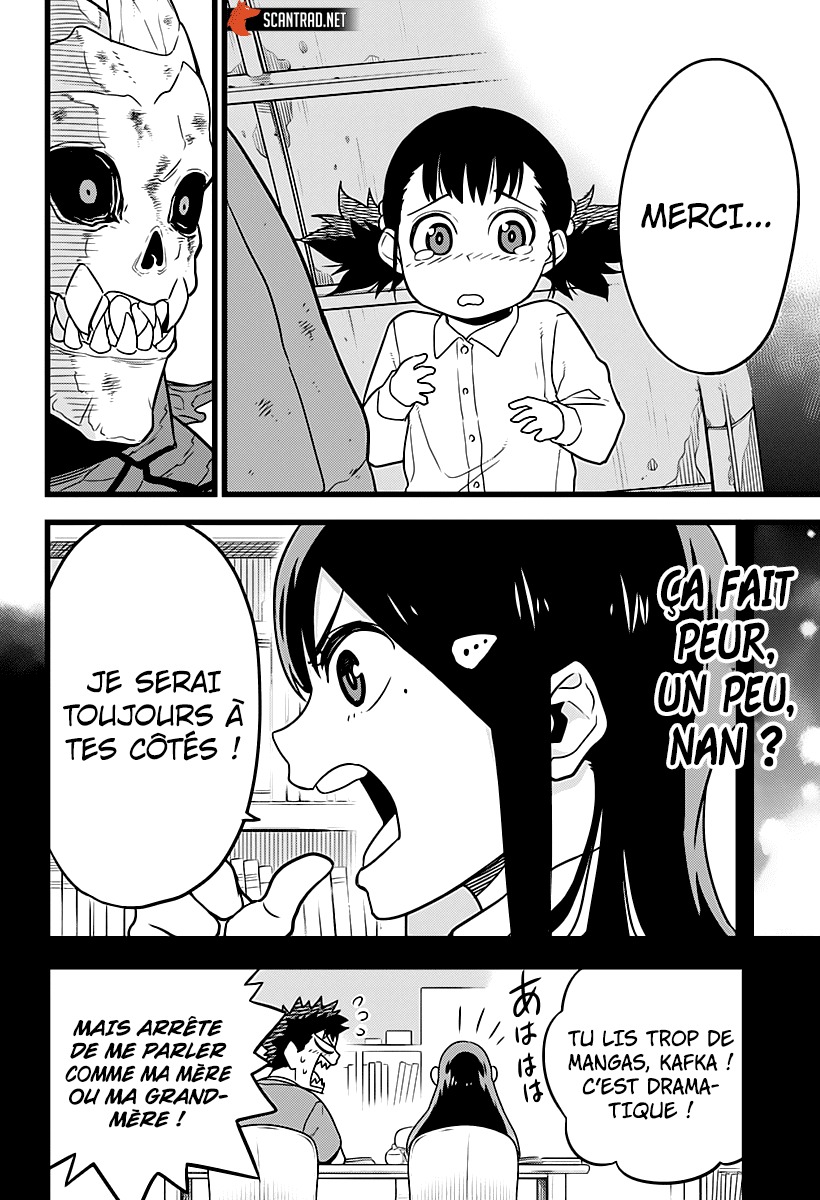 SCANTRAD.NET
MERCI...
ÇA FAIT
PEUR,
UN PEU,
NAN ?
JE SERAI
TOUJOURS À
TES CÔTÉS !
TU LIS TROP DE
MANGAS, KAFKA !
C'EST DRAMA-
TIQUE !
あははは
MAIS ARRÊTE
DE ME PARLER
COMME MA MÈRE
OU MA GRAND-
MÈRE !